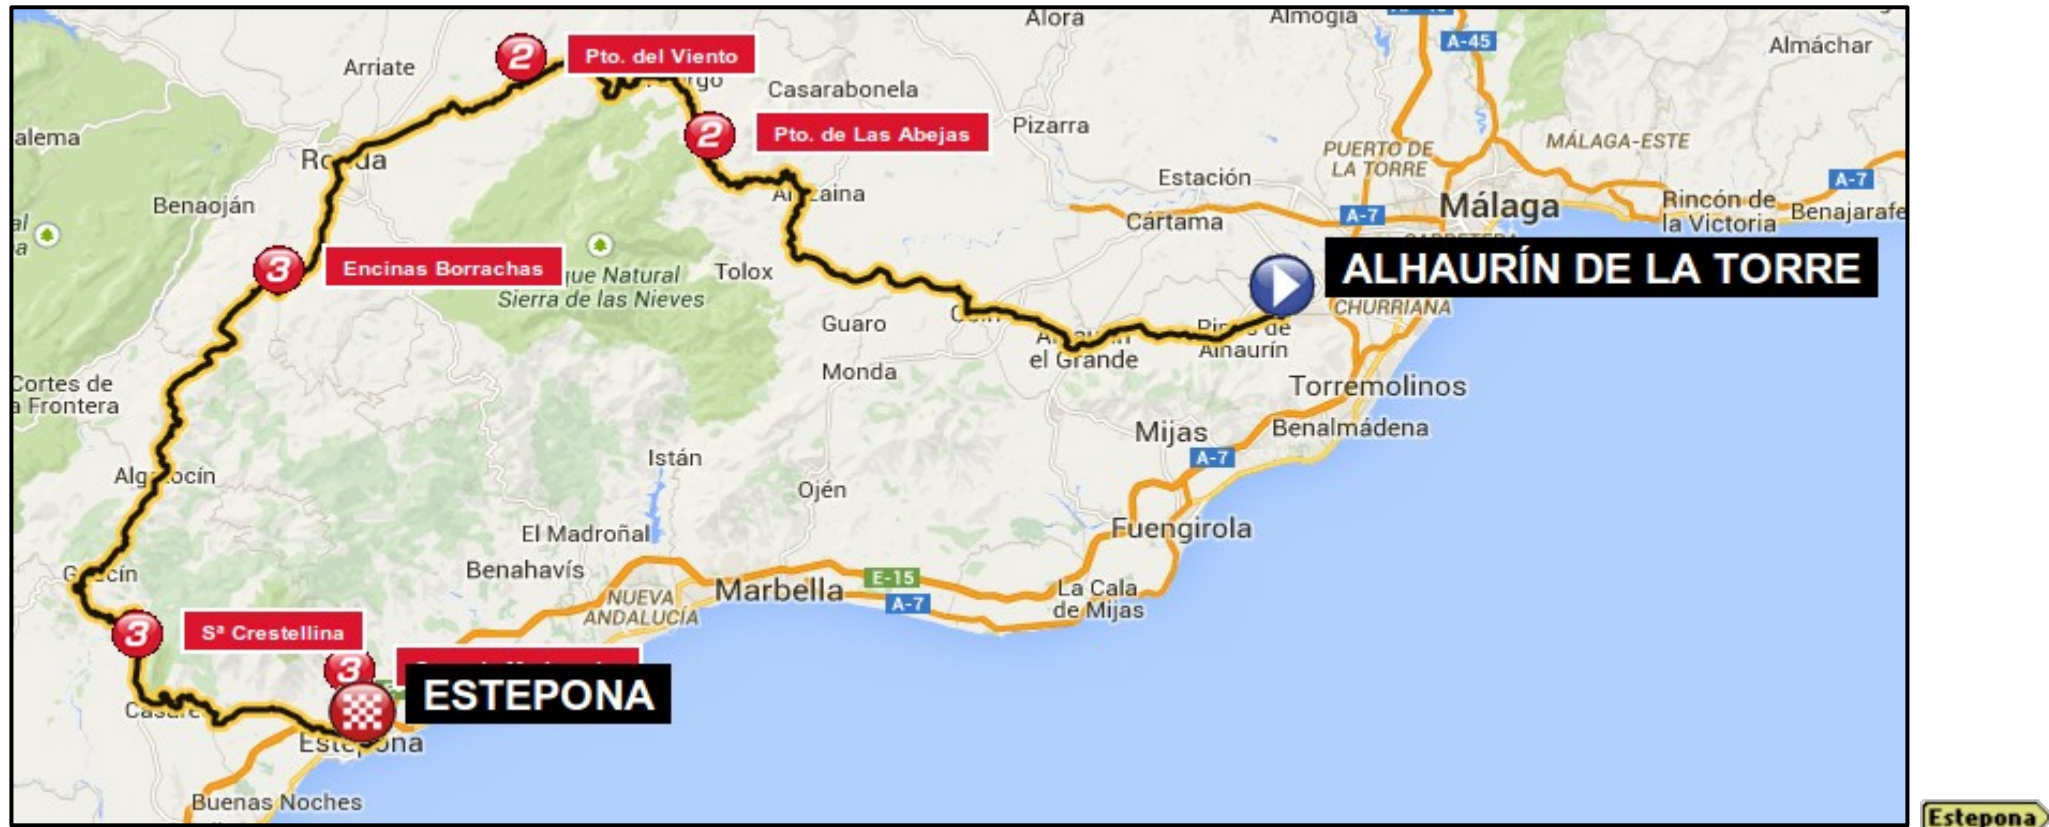 Alora
Almogia
A-45
Almáchar
Arriate
2
Pto. del Viento
Casarabonela
alema
2
Pto. de Las Abejas
Pizarra
PUERTO DE
LA TORRE
MÁLAGA-ESTE
A-7
Estación
Benaoján
Cártama
A-7
Málaga
Rincón de
la Victoria
Benajarafe
3
Encinas Borrachas
que Natural
Sierra de las Nieves
Tolox
ALHAURÍN DE LA TORRE
CHURRIANA
Guaro
el Grande
Alhaurín
Monda
Cortes de
a Frontera
Torremolinos
Mijas
Benalmádena
A-7
Istán
Ojén
El Madroñal
Fuengirola
Benahavís
NUEVA
ANDALUCÍA
Marbella
E-15
A-7
La Cala
de Mijas
3
Sª Crestellina
3
ESTEPONA
Buenas Noches
Estepona